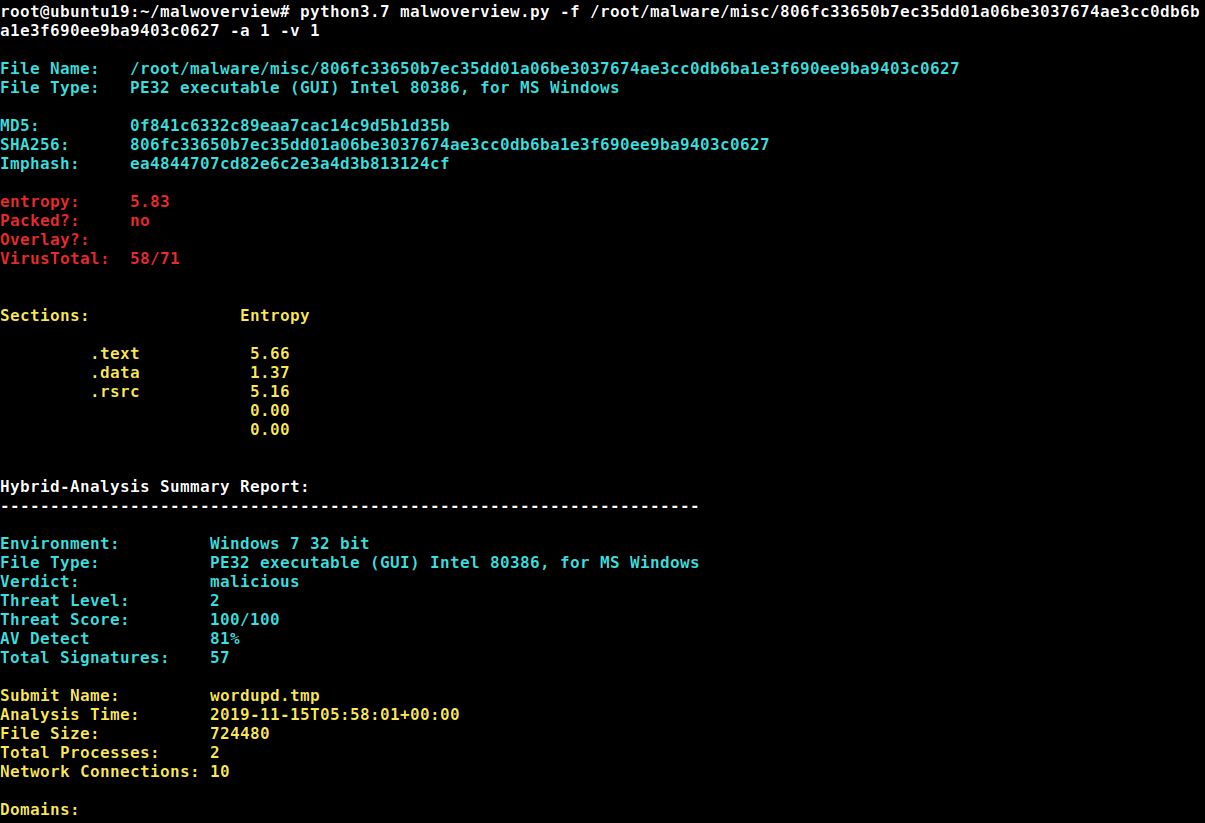 root@ubuntu19:~/malwoverview# python3.7 malwoverview.py -f /root/malware/misc/806fc33650b7ec35dd01a06be3037674ae3cc0db6b
a1e3f690ee9ba9403c0627 -a 1 -v 1
File Name: /root/malware/misc/806fc33650b7ec35dd01a06be3037674ae3cc0db6ba1e3f690ee9ba9403c0627
File Type: PE32 executable (GUI) Intel 80386, for MS Windows
MD5: 0f841c6332c89eaa7cac14c9d5b1d35b
SHA256: 806fc33650b7ec35dd01a06be3037674ae3cc0db6ba1e3f690ee9ba9403c0627
Imphash: ea4844707cd82e6c2e3a4d3b813124cf
entropy: 5.83
Packed?: no
Overlay?:
VirusTotal: 58/71
Sections: Entropy
.text 5.66
.data 1.37
.rsrc 5.16
0.00
0.00
Hybrid-Analysis Summary Report:
----------------------------------------------------------------------
Environment: Windows 7 32 bit
File Type: PE32 executable (GUI) Intel 80386, for MS Windows
Verdict: malicious
Threat Level: 2
Threat Score: 100/100
AV Detect 81%
Total Signatures: 57
Submit Name: wordupd.tmp
Analysis Time: 2019-11-15T05:58:01+00:00
File Size: 724480
Total Processes: 2
Network Connections: 10
Domains: